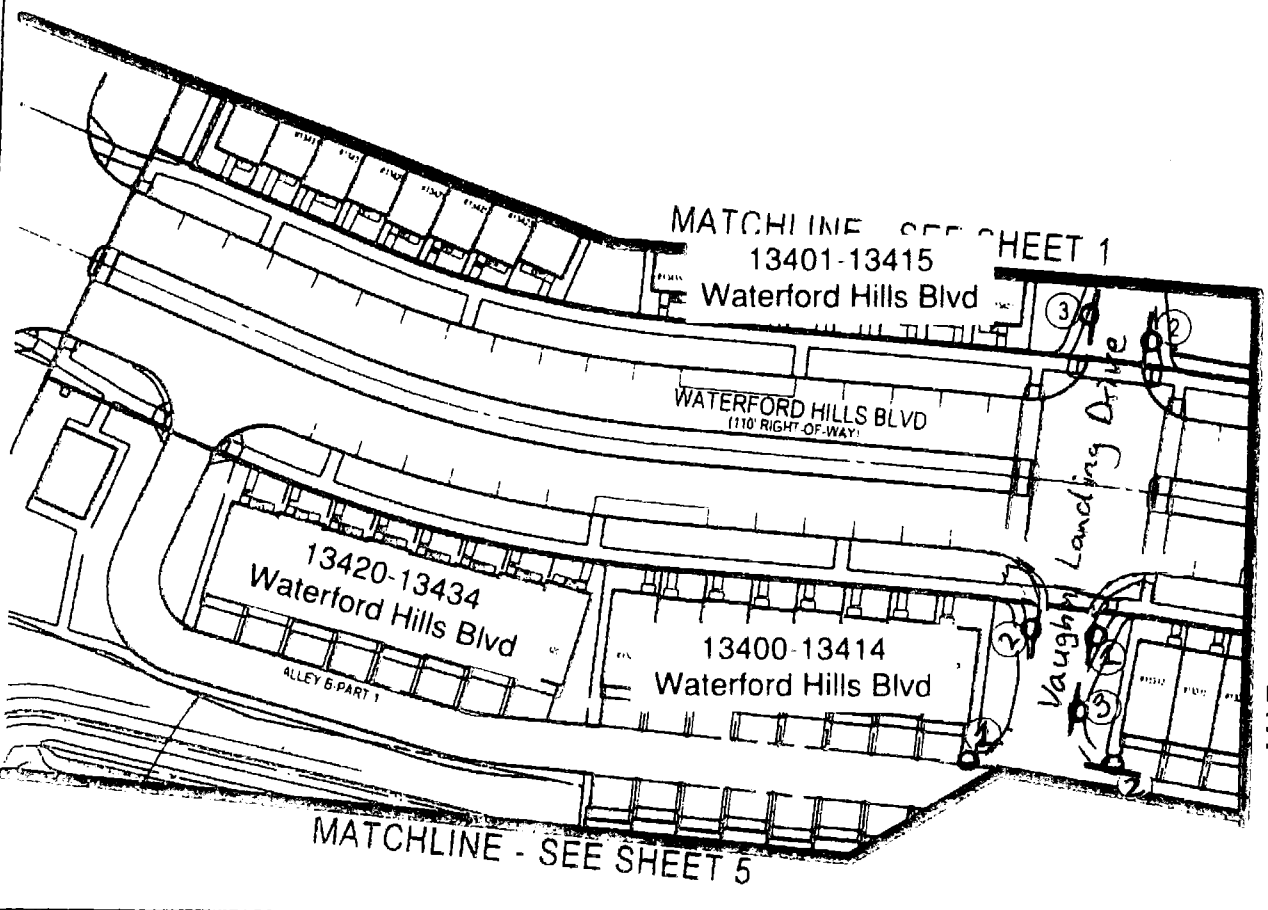 MATCHLINE - SEE SHEET 1
13401-13415
Waterford Hills Blvd
3
2
WATERFORD HILLS BLVD
(110' RIGHT-OF-WAY)
Vaughn Landing Drive
13420-13434
Waterford Hills Blvd
ALLEY 6-PART 1
13400-13414
Waterford Hills Blvd
2
1
3
1
2
MATCHLINE - SEE SHEET 5